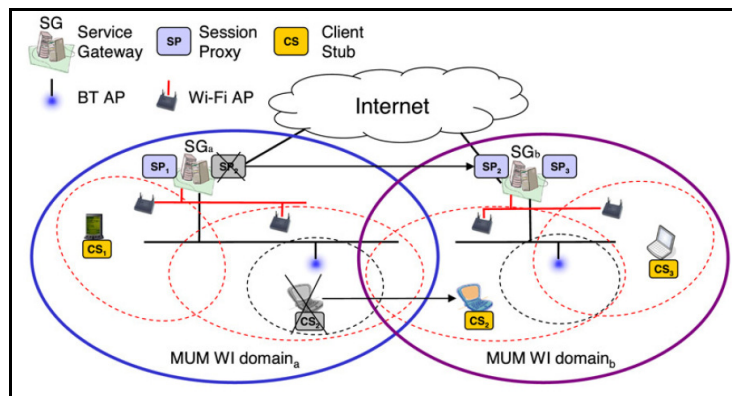 SG
Service
Gateway
SP
Session
Proxy
CS
Client
Stub
BT AP
Wi-Fi AP
Internet
SP1
SGa
SP2
SP2
SGb
SP3
CS1
CS2
CS2
CS3
MUM WI domaina
MUM WI domainb